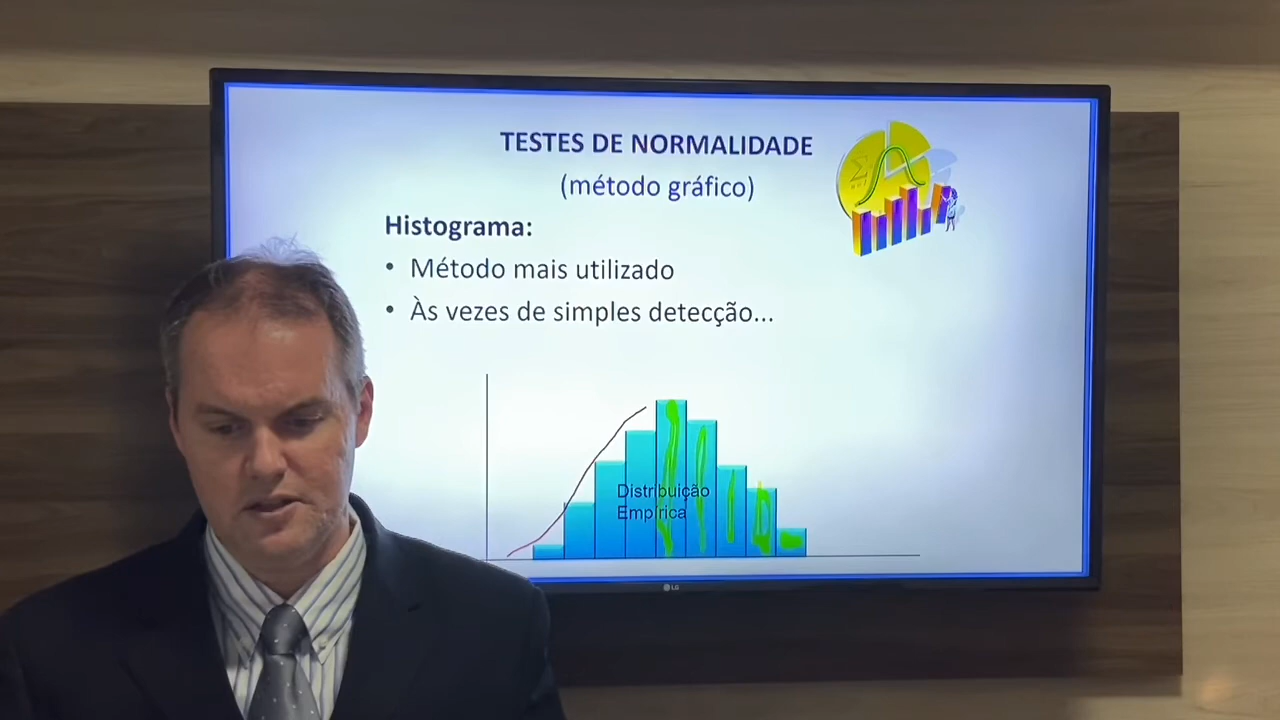 TESTES DE NORMALIDADE
(método gráfico)
Histograma:
• Método mais utilizado
• Às vezes de simples detecção...
Distribuição
Empírica
LG